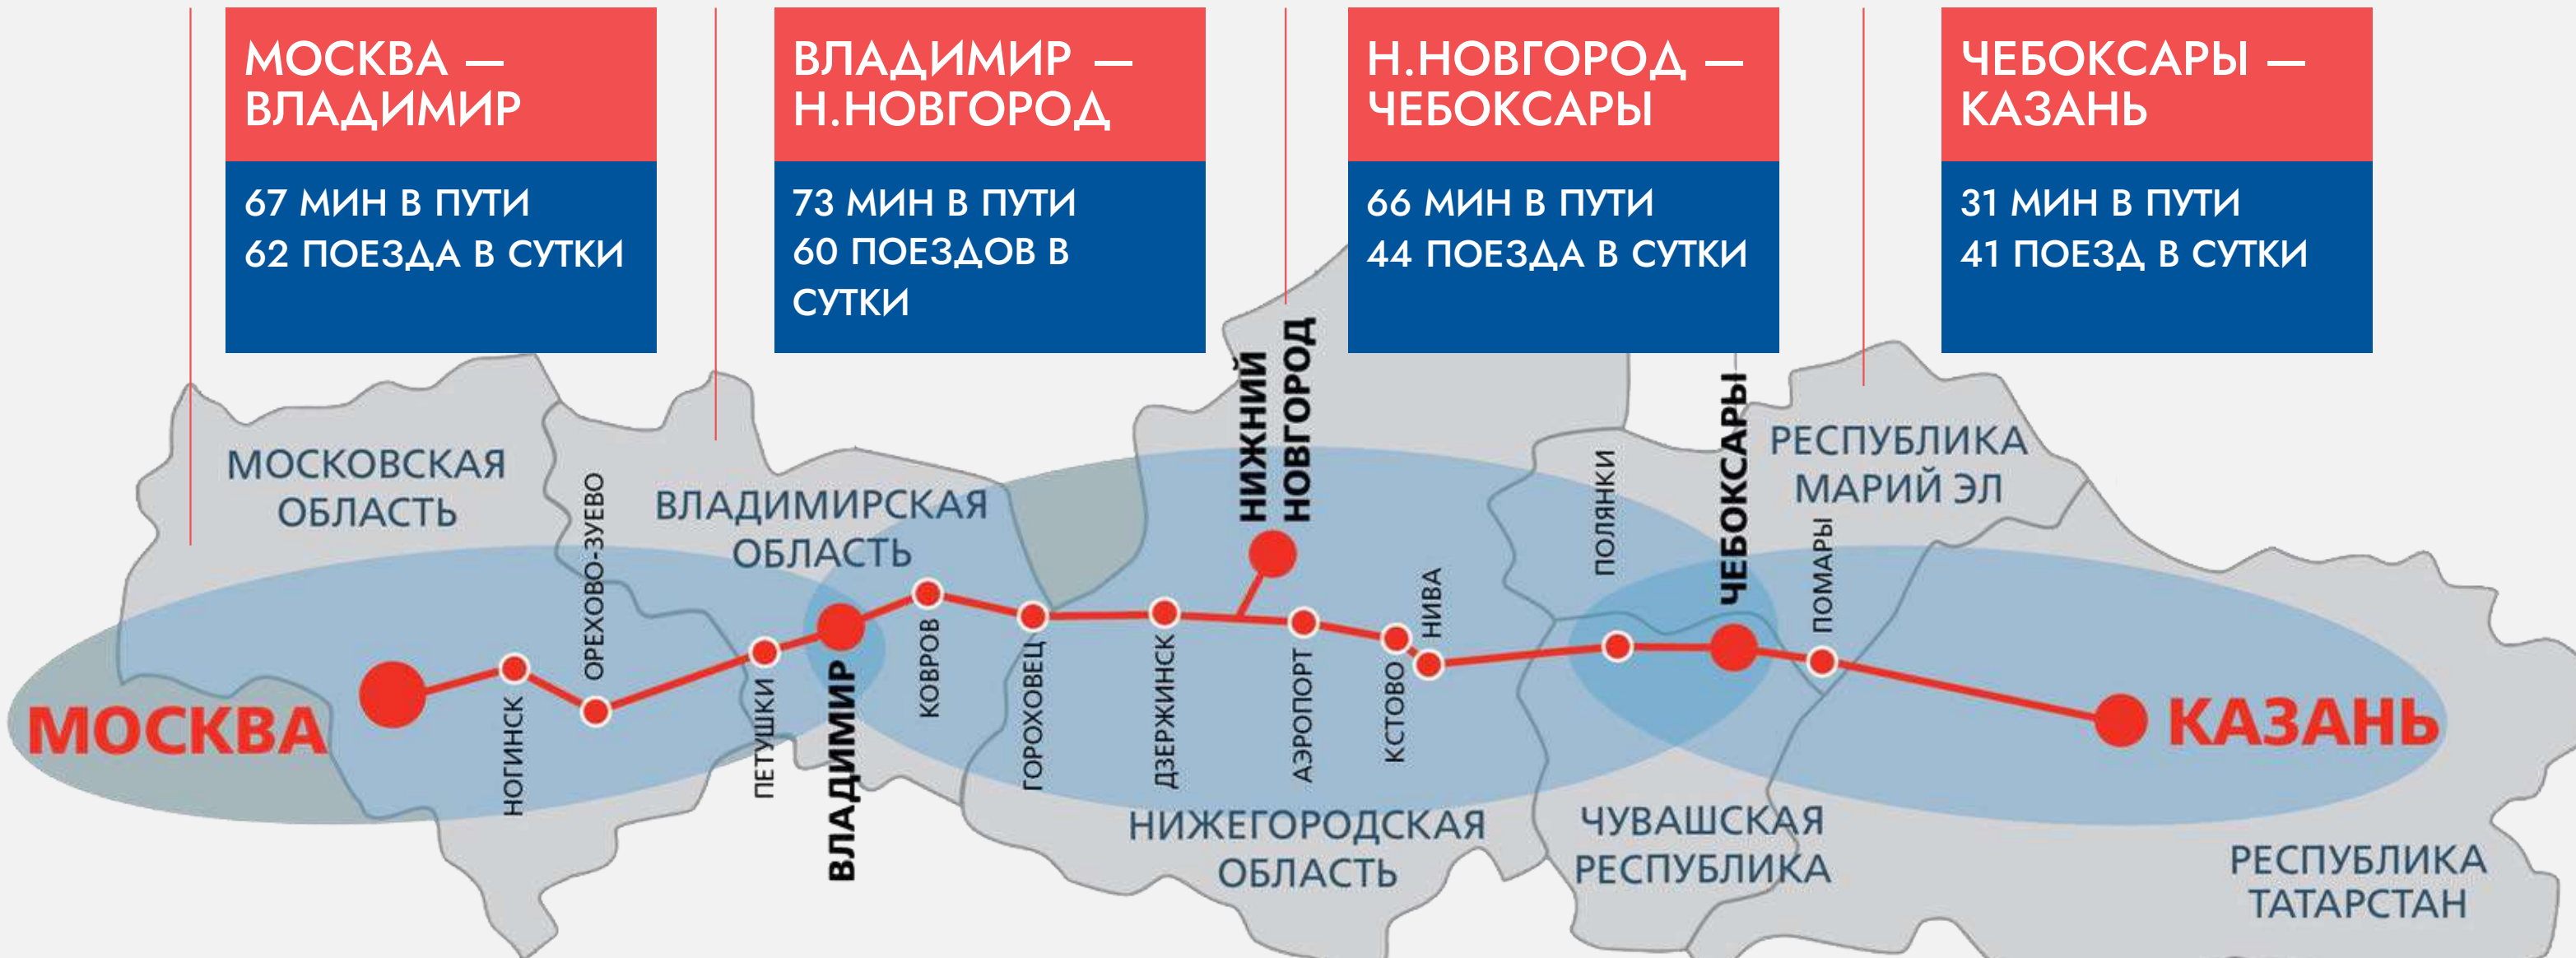 МОСКВА —
ВЛАДИМИР
67 МИН В ПУТИ
62 ПОЕЗДА В СУТКИ
ВЛАДИМИР —
Н.НОВГОРОД
73 МИН В ПУТИ
60 ПОЕЗДОВ В
СУТКИ
Н.НОВГОРОД —
ЧЕБОКСАРЫ
66 МИН В ПУТИ
44 ПОЕЗДА В СУТКИ
ЧЕБОКСАРЫ —
КАЗАНЬ
31 МИН В ПУТИ
41 ПОЕЗД В СУТКИ
МОСКОВСКАЯ
ОБЛАСТЬ
ВЛАДИМИРСКАЯ
ОБЛАСТЬ
РЕСПУБЛИКА
МАРИЙ ЭЛ
МОСКВА
НОГИНСК
ОРЕХОВО-ЗУЕВО
ПЕТУШКИ
ВЛАДИМИР
КОВРОВ
ГОРОХОВЕЦ
ДЗЕРЖИНСК
НИЖНИЙ
НОВГОРОД
АЭРОПОРТ
КСТОВО
НИВА
ПОЛЯНКИ
ЧЕБОКСАРЫ
ПОМАРЫ
КАЗАНЬ
НИЖЕГОРОДСКАЯ
ОБЛАСТЬ
ЧУВАШСКАЯ
РЕСПУБЛИКА
РЕСПУБЛИКА
ТАТАРСТАН